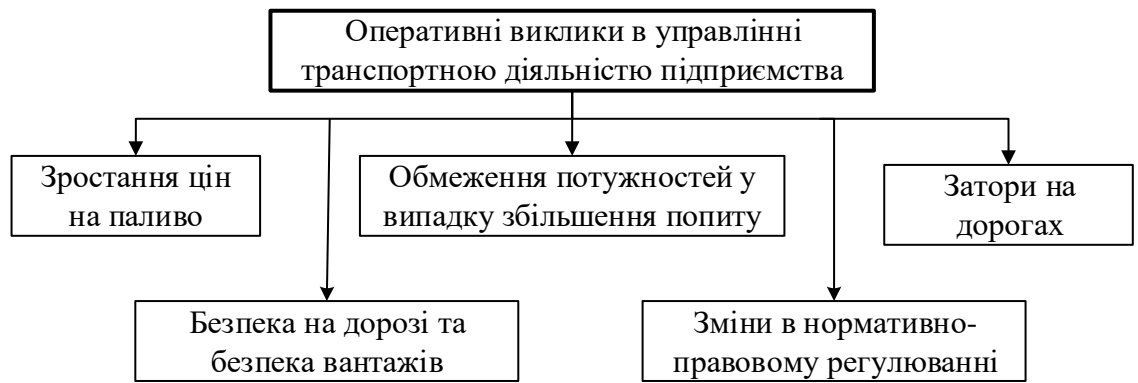 Оперативні виклики в управлінні
транспортною діяльністю підприємства
Зростання цін
на паливо
Обмеження потужностей у
випадку збільшення попиту
Затори на
дорогах
Безпека на дорозі та
безпека вантажів
Зміни в нормативно-
правовому регулюванні